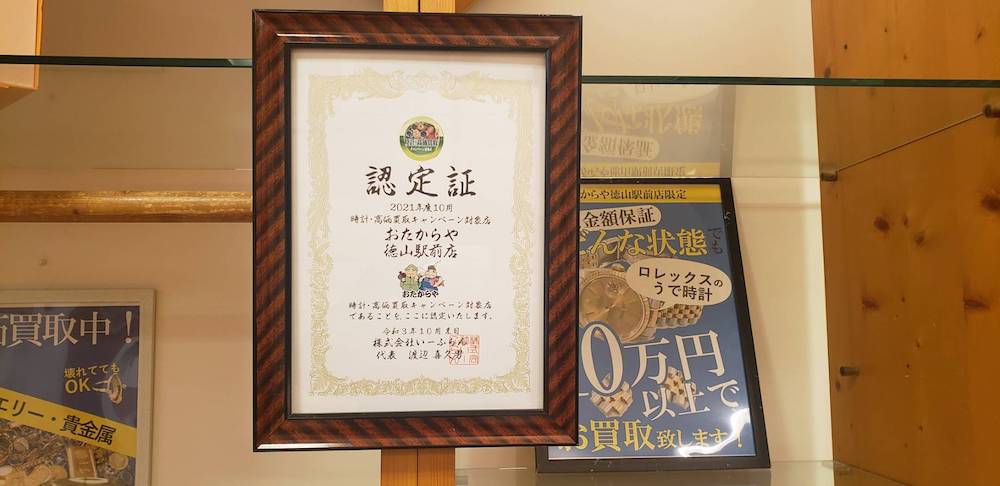 認定証
2021年度10月
時計・高価買取キャンペーン対象店
おたからや
徳山駅前店
おたからや
時計・高価買取キャンペーン対象店
であることを、ここに認定いたします。
令和3年10月末日
株式会社いーふらん
代表 渡辺 喜久男
買取中！
壊れてても
OK
エリー・貴金属
からや徳山駅前店限定
金額保証
どんな状態でも
ロレックスの
うで時計
0万円
以上で
お買取致します！